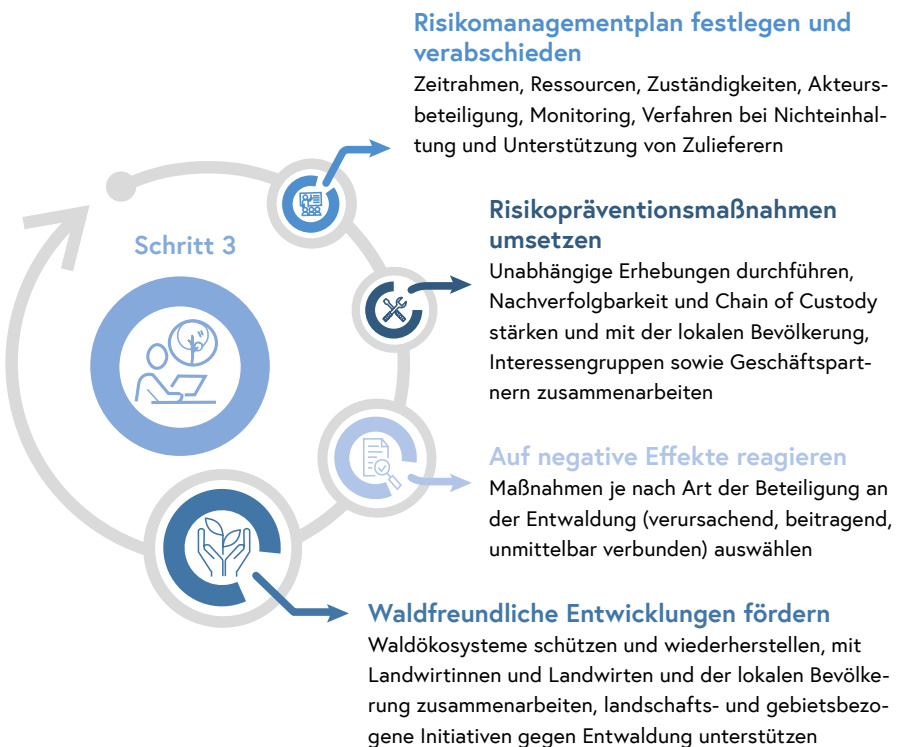 Risikomanagementplan festlegen und
verabschieden
Zeitrahmen, Ressourcen, Zuständigkeiten, Akteurs-
beteiligung, Monitoring, Verfahren bei Nichteinhal-
tung und Unterstützung von Zulieferern
Schritt 3
Risikopräventionsmaßnahmen
umsetzen
Unabhängige Erhebungen durchführen,
Nachverfolgbarkeit und Chain of Custody
stärken und mit der lokalen Bevölkerung,
Interessengruppen sowie Geschäftspart-
nern zusammenarbeiten
Auf negative Effekte reagieren
Maßnahmen je nach Art der Beteiligung an
der Entwaldung (verursachend, beitragend,
unmittelbar verbunden) auswählen
Waldfreundliche Entwicklungen fördern
Waldökosysteme schützen und wiederherstellen, mit
Landwirtinnen und Landwirten und der lokalen Bevölke-
rung zusammenarbeiten, landschafts- und gebietsbezo-
gene Initiativen gegen Entwaldung unterstützen